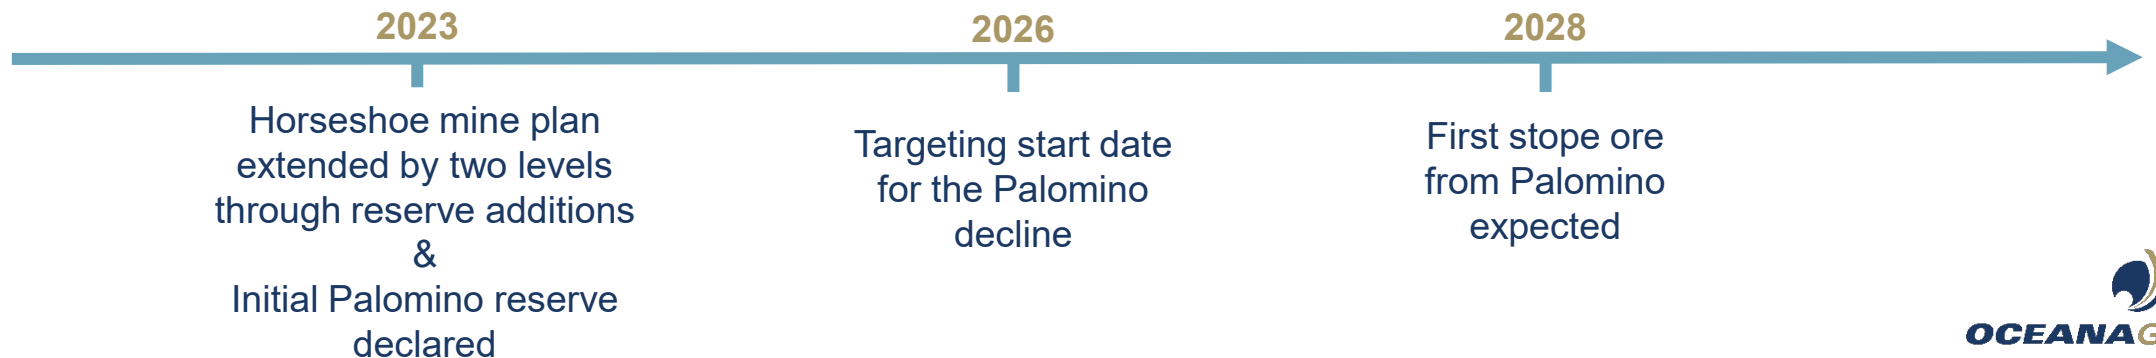 2023
2026
2028
Horseshoe mine plan
extended by two levels
through reserve additions
&
Initial Palomino reserve
declared
Targeting start date
for the Palomino
decline
First stope ore
from Palomino
expected
OCEANAG